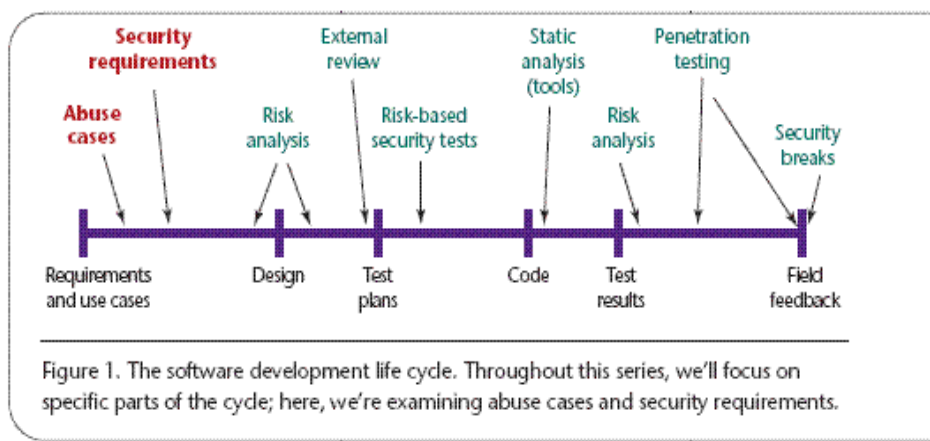 Security
requirements
External
review
Static
analysis
(tools)
Penetration
testing
Abuse
cases
Risk
analysis
Risk-based
security tests
Risk
analysis
Security
breaks
Requirements
and use cases
Design
Test
plans
Code
Test
results
Field
feedback
Figure 1. The software development life cycle. Throughout this series, we'll focus on
specific parts of the cycle; here, we're examining abuse cases and security requirements.